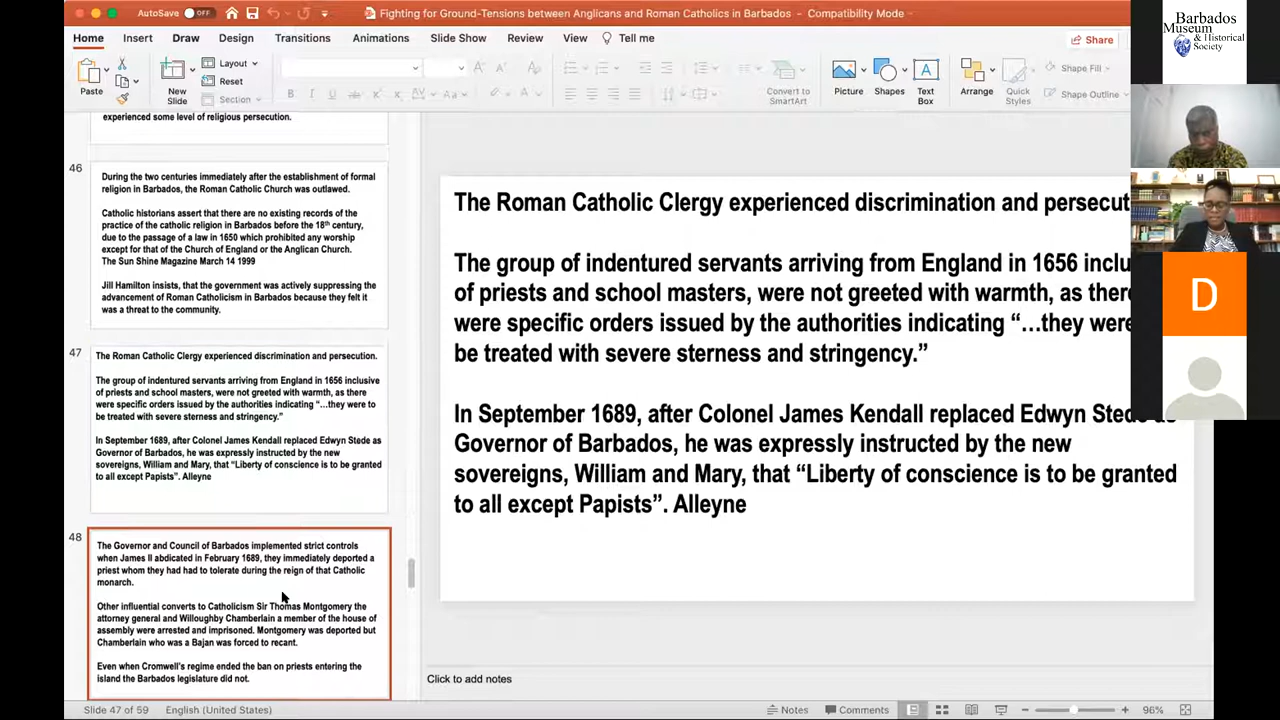 AutoSave OFF
Fighting for Ground-Tensions between Anglicans and Roman Catholics in Barbados - Compatibility Mode
Home Insert Draw Design Transitions Animations Slide Show Review View Tell me
Share
Paste
New
Slide
Layout
Reset
Section
Convert to
SmartArt
Picture
Shapes
Text
Box
Arrange
Quick
Styles
Shape Fill
Shape Outline
experienced some level of religious persecution.
46
During the two centuries immediately after the establishment of formal
religion in Barbados, the Roman Catholic Church was outlawed.
Catholic historians assert that there are no existing records of the
practice of the catholic religion in Barbados before the 18th century,
due to the passage of a law in 1650 which prohibited any worship
except for that of the Church of England or the Anglican Church.
The Sun Shine Magazine March 14 1999
Jill Hamilton insists, that the government was actively suppressing the
advancement of Roman Catholicism in Barbados because they felt it
was a threat to the community.
47
The Roman Catholic Clergy experienced discrimination and persecution.
The group of indentured servants arriving from England in 1656 inclusive
of priests and school masters, were not greeted with warmth, as there
were specific orders issued by the authorities indicating “…they were to
be treated with severe sterness and stringency.”
In September 1689, after Colonel James Kendall replaced Edwyn Stede as
Governor of Barbados, he was expressly instructed by the new
sovereigns, William and Mary, that “Liberty of conscience is to be granted
to all except Papists”. Alleyne
48
The Governor and Council of Barbados implemented strict controls
when James II abdicated in February 1689, they immediately deported a
priest whom they had had to tolerate during the reign of that Catholic
monarch.
Other influential converts to Catholicism Sir Thomas Montgomery the
attorney general and Willoughby Chamberlain a member of the house of
assembly were arrested and imprisoned. Montgomery was deported but
Chamberlain who was a Bajan was forced to recant.
Even when Cromwell's regime ended the ban on priests entering the
island the Barbados legislature did not.
The Roman Catholic Clergy experienced discrimination and persecut
The group of indentured servants arriving from England in 1656 inclu
of priests and school masters, were not greeted with warmth, as there
were specific orders issued by the authorities indicating “…they were
be treated with severe sterness and stringency.”
In September 1689, after Colonel James Kendall replaced Edwyn Stede as
Governor of Barbados, he was expressly instructed by the new
sovereigns, William and Mary, that “Liberty of conscience is to be granted
to all except Papists”. Alleyne
Click to add notes
Slide 47 of 59 English (United States)
Notes Comments 96%
Barbados
Museum
& Historical
Society
D